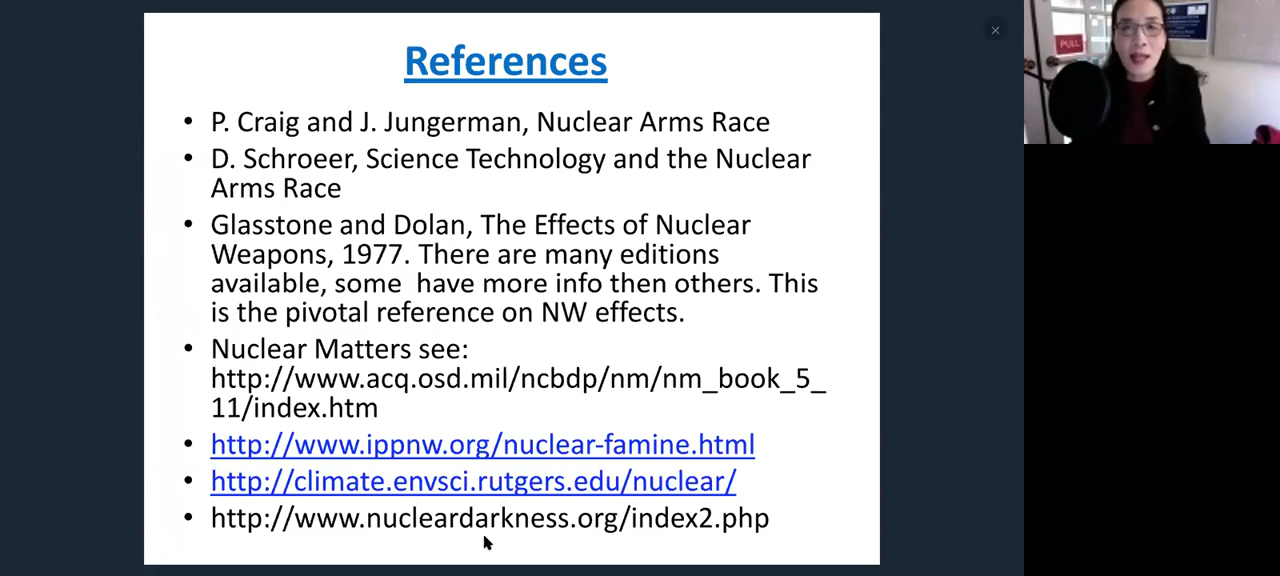 References
• P. Craig and J. Jungerman, Nuclear Arms Race
• D. Schroeer, Science Technology and the Nuclear
Arms Race
• Glasstone and Dolan, The Effects of Nuclear
Weapons, 1977. There are many editions
available, some  have more info then others. This
is the pivotal reference on NW effects.
• Nuclear Matters see:
http://www.acq.osd.mil/ncbdp/nm/nm_book_5_
11/index.htm
• http://www.ippnw.org/nuclear-famine.html
• http://climate.envsci.rutgers.edu/nuclear/
• http://www.nucleardarkness.org/index2.php
PULL